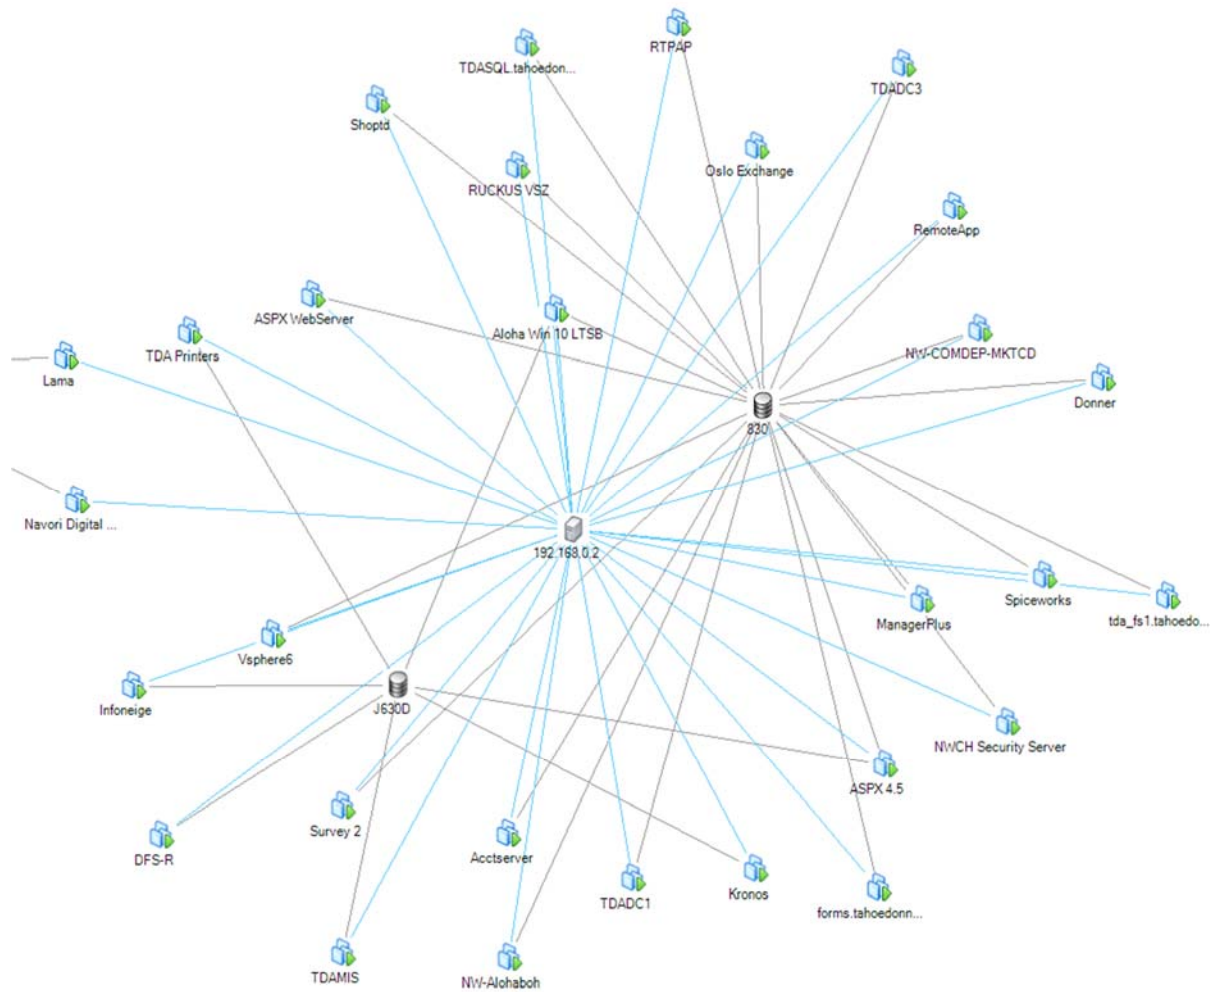 RTPAP
TDASQL.tahoedon...
TDADC3
Shoptd
Oslo Exchange
RUCKUS VSZ
RemoteApp
ASPX WebServer
Aloha Win 10 LTSB
TDA Printers
NW-COMDEP-MKTCD
Lama
Donner
830
Navori Digital ...
192.168.0.2
Spiceworks
ManagerPlus
tda_fs1.tahoedo...
Vsphere6
Infoneige
J630D
NWCH Security Server
ASPX 4.5
Survey 2
DFS-R
Acctserver
Kronos
TDADC1
forms.tahoedonn...
TDAMIS
NW-Alohaboh